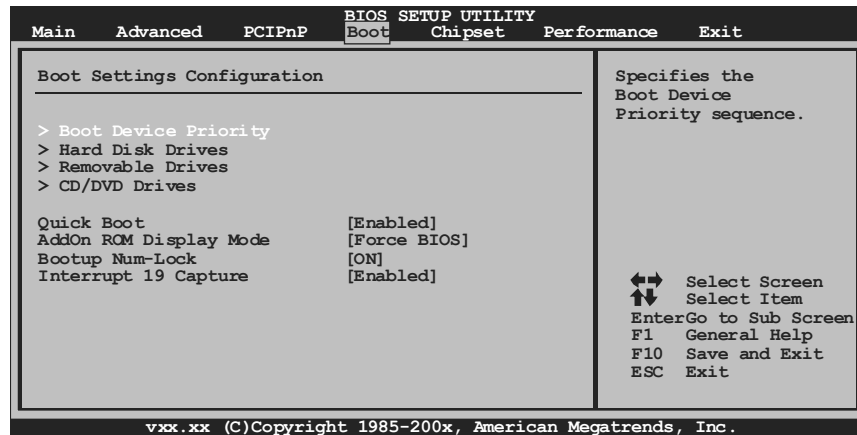 BIOS SETUP UTILITY
Main Advanced PCIPnP Boot Chipset Performance Exit
Boot Settings Configuration
> Boot Device Priority
> Hard Disk Drives
> Removable Drives
> CD/DVD Drives
Quick Boot [Enabled]
AddOn ROM Display Mode [Force BIOS]
Bootup Num-Lock [ON]
Interrupt 19 Capture [Enabled]
Specifies the
Boot Device
Priority sequence.
Select Screen
Select Item
EnterGo to Sub Screen
F1 General Help
F10 Save and Exit
ESC Exit
vxx.xx (C)Copyright 1985-200x, American Megatrends, Inc.